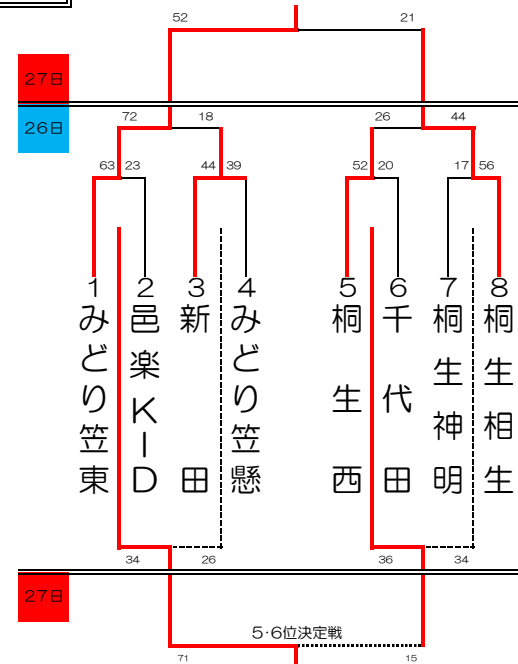 52 21
27日
26日
72 18 26 44
63 23 44 39 52 20 17 56
1 みどり笠東
2 邑楽KID
3 新田
4 みどり笠懸
5 桐生西
6 千代田
7 桐生神明
8 桐生相生
34 26 36 34
27日
5·6位決定戦
71 15